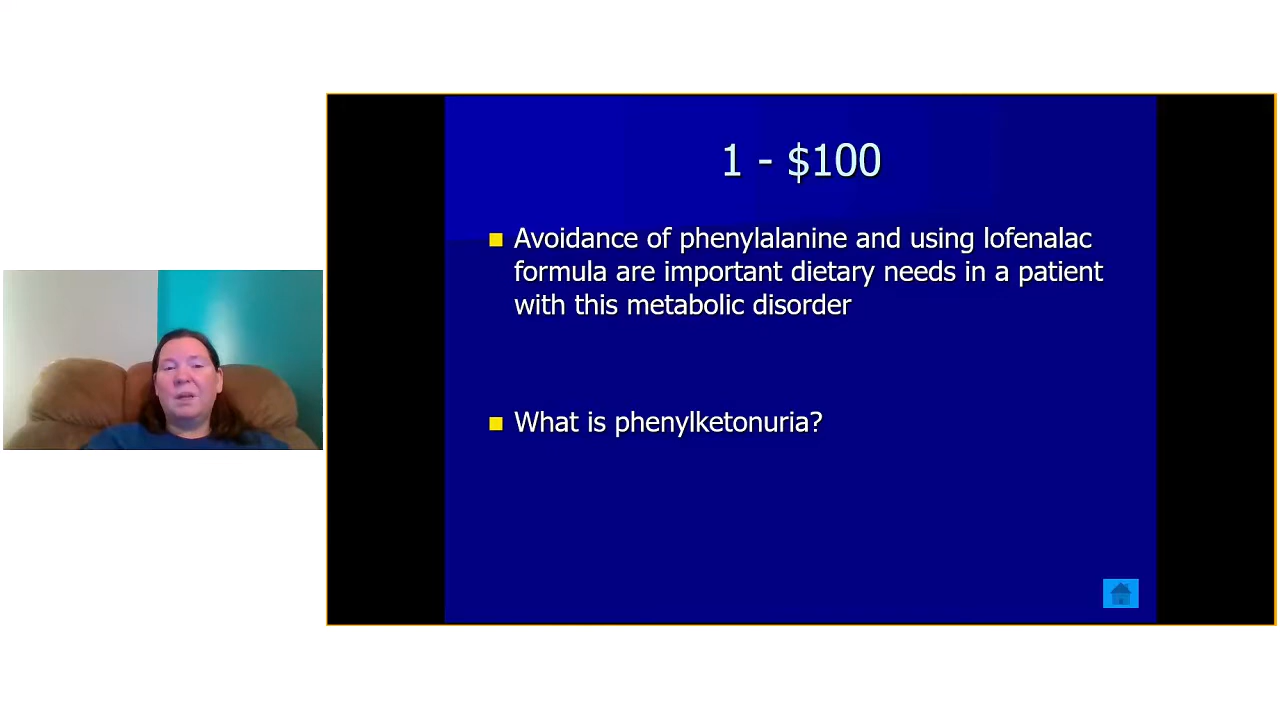 1 - $100
Avoidance of phenylalanine and using lofenalac
formula are important dietary needs in a patient
with this metabolic disorder
What is phenylketonuria?